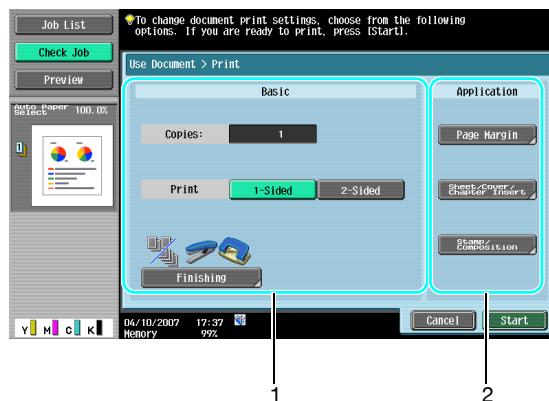 Job List
Check Job
Preview
Auto Paper
Select 100.0%
1
To change document print settings, choose from the following
options. If you are ready to print, press [Start].
Use Document > Print
Basic
Copies: 1
Print 1-Sided 2-Sided
Finishing
Application
Page Margin
Sheet/Cover/
Chapter Insert
Stamp/
Composition
Y M C K
04/10/2007 17:37
Memory 99%
Cancel Start
1 2